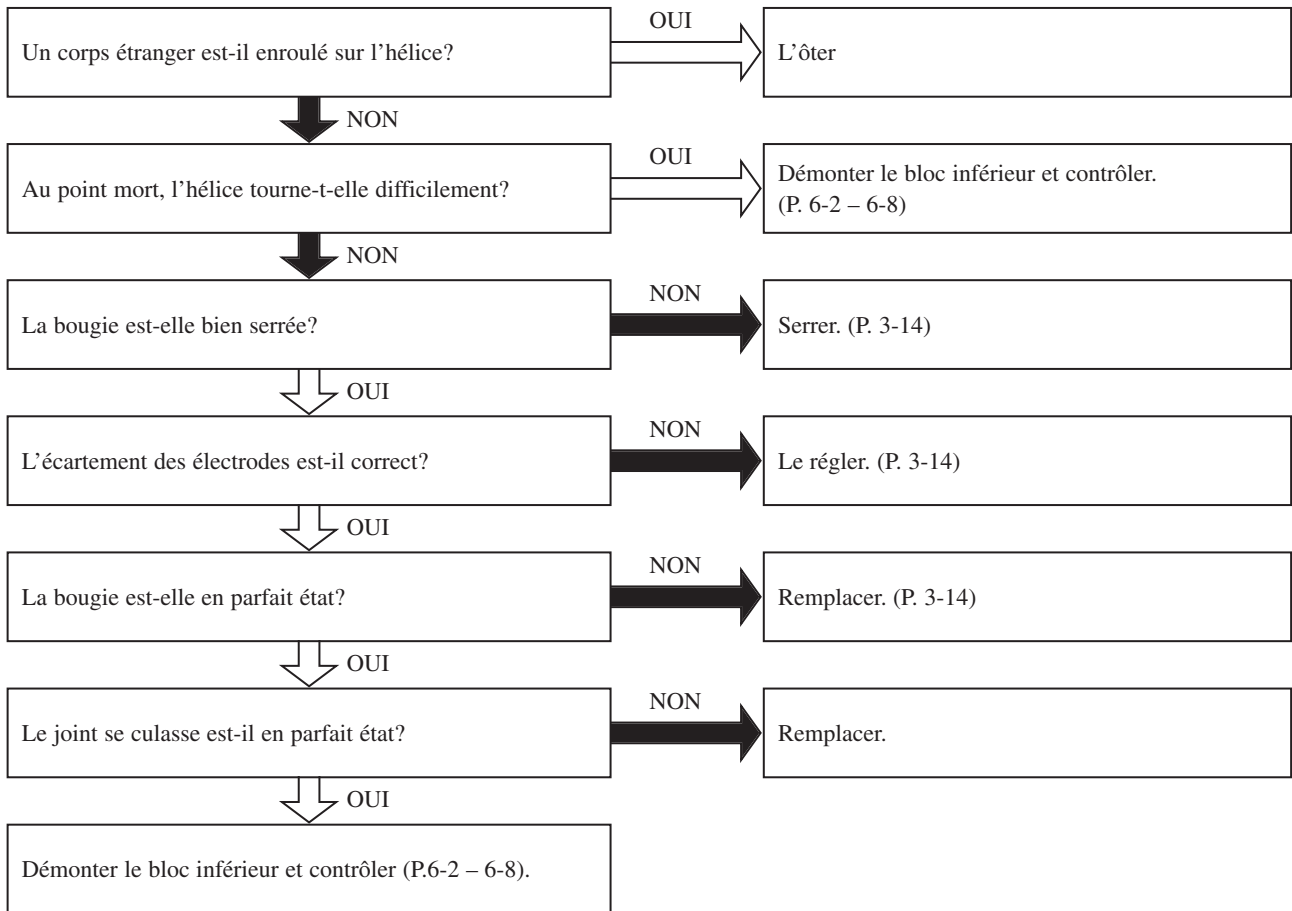 OUI
Un corps étranger est-il enroulé sur l’hélice?
L’ôter
NON
OUI
Au point mort, l’hélice tourne-t-elle difficilement?
Démonter le bloc inférieur et contrôler.
(P. 6-2 – 6-8)
NON
NON
La bougie est-elle bien serrée?
Serrer. (P. 3-14)
OUI
NON
L’écartement des électrodes est-il correct?
Le régler. (P. 3-14)
OUI
NON
La bougie est-elle en parfait état?
Remplacer. (P. 3-14)
OUI
NON
Le joint se culasse est-il en parfait état?
Remplacer.
OUI
Démonter le bloc inférieur et contrôler (P.6-2 – 6-8).